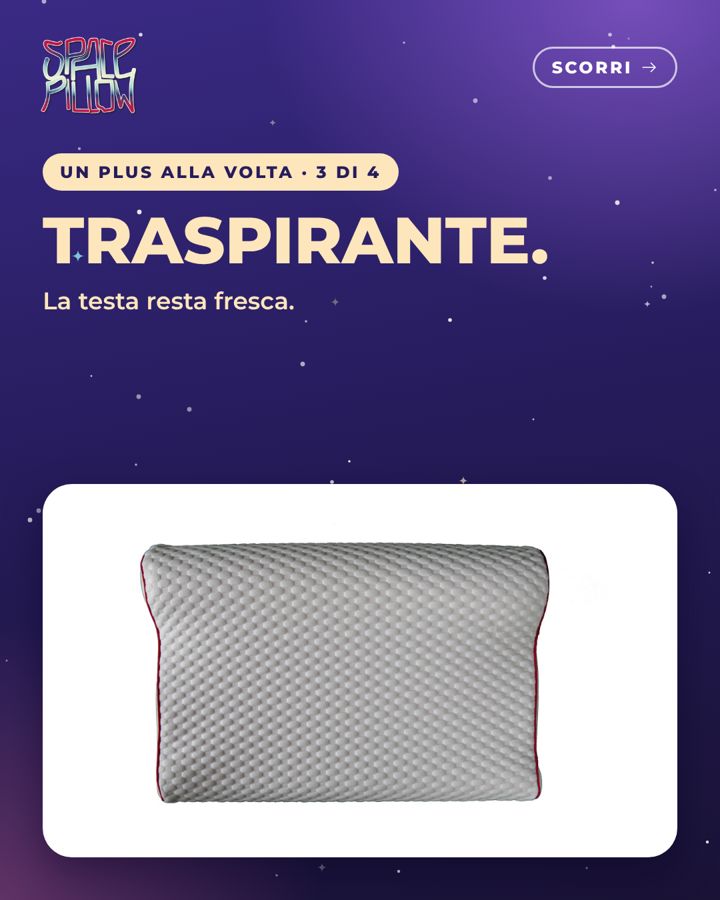 SPACE
PILLOW
SCORRI →
UN PLUS ALLA VOLTA · 3 DI 4
TRASPIRANTE.
La testa resta fresca.